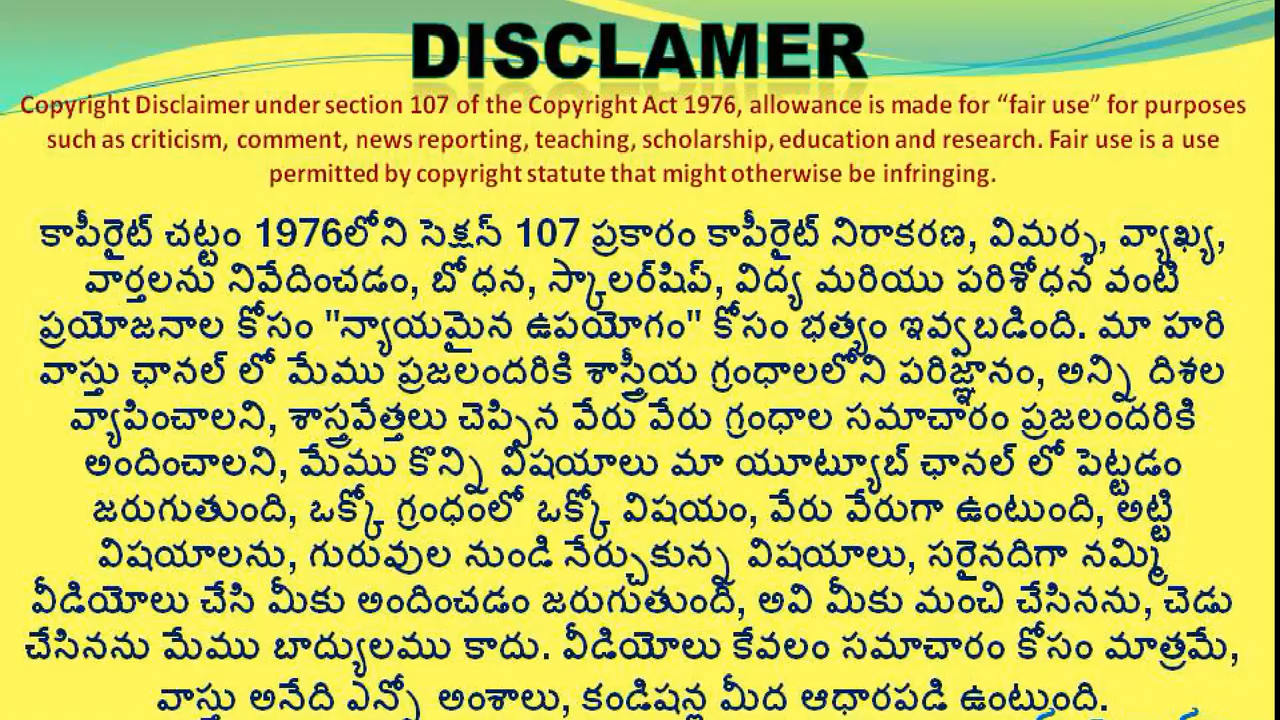 DISCLAMER
Copyright Disclaimer under section 107 of the Copyright Act 1976, allowance is made for “fair use” for purposes
such as criticism, comment, news reporting, teaching, scholarship, education and research. Fair use is a use
permitted by copyright statute that might otherwise be infringing.
కాపీరైట్ చట్టం 1976లోని సెక్షన్ 107 ప్రకారం కాపీరైట్ నిరాకరణ, విమర్శ, వ్యాఖ్య,
వార్తలను నివేదించడం, బోధన, స్కాలర్‌షిప్, విద్య మరియు పరిశోధన వంటి
ప్రయోజనాల కోసం "న్యాయమైన ఉపయోగం" కోసం భత్యం ఇవ్వబడింది. మా హరి
వాస్తు ఛానల్ లో మేము ప్రజలందరికి శాస్త్రీయ గ్రంధాలలోని పరిజ్ఞానం, అన్ని దిశల
వ్యాపించాలని, శాస్త్రవేత్తలు చెప్పిన వేరు వేరు గ్రంధాల సమాచారం ప్రజలందరికి
అందించాలని, మేము కొన్ని విషయాలు మా యూట్యూబ్ ఛానల్ లో పెట్టడం
జరుగుతుంది, ఒక్కో గ్రంధంలో ఒక్కో విషయం, వేరు వేరుగా ఉంటుంది, అట్టి
విషయాలను, గురువుల నుండి నేర్చుకున్న విషయాలు, సరైనదిగా నమ్మి
వీడియోలు చేసి మీకు అందించడం జరుగుతుంది, అవి మీకు మంచి చేసినను, చెడు
చేసినను మేము బాద్యులము కాదు. వీడియోలు కేవలం సమాచారం కోసం మాత్రమే,
వాస్తు అనేది ఎన్నో అంశాలు, కండిషన్ల మీద ఆధారపడి ఉంటుంది.